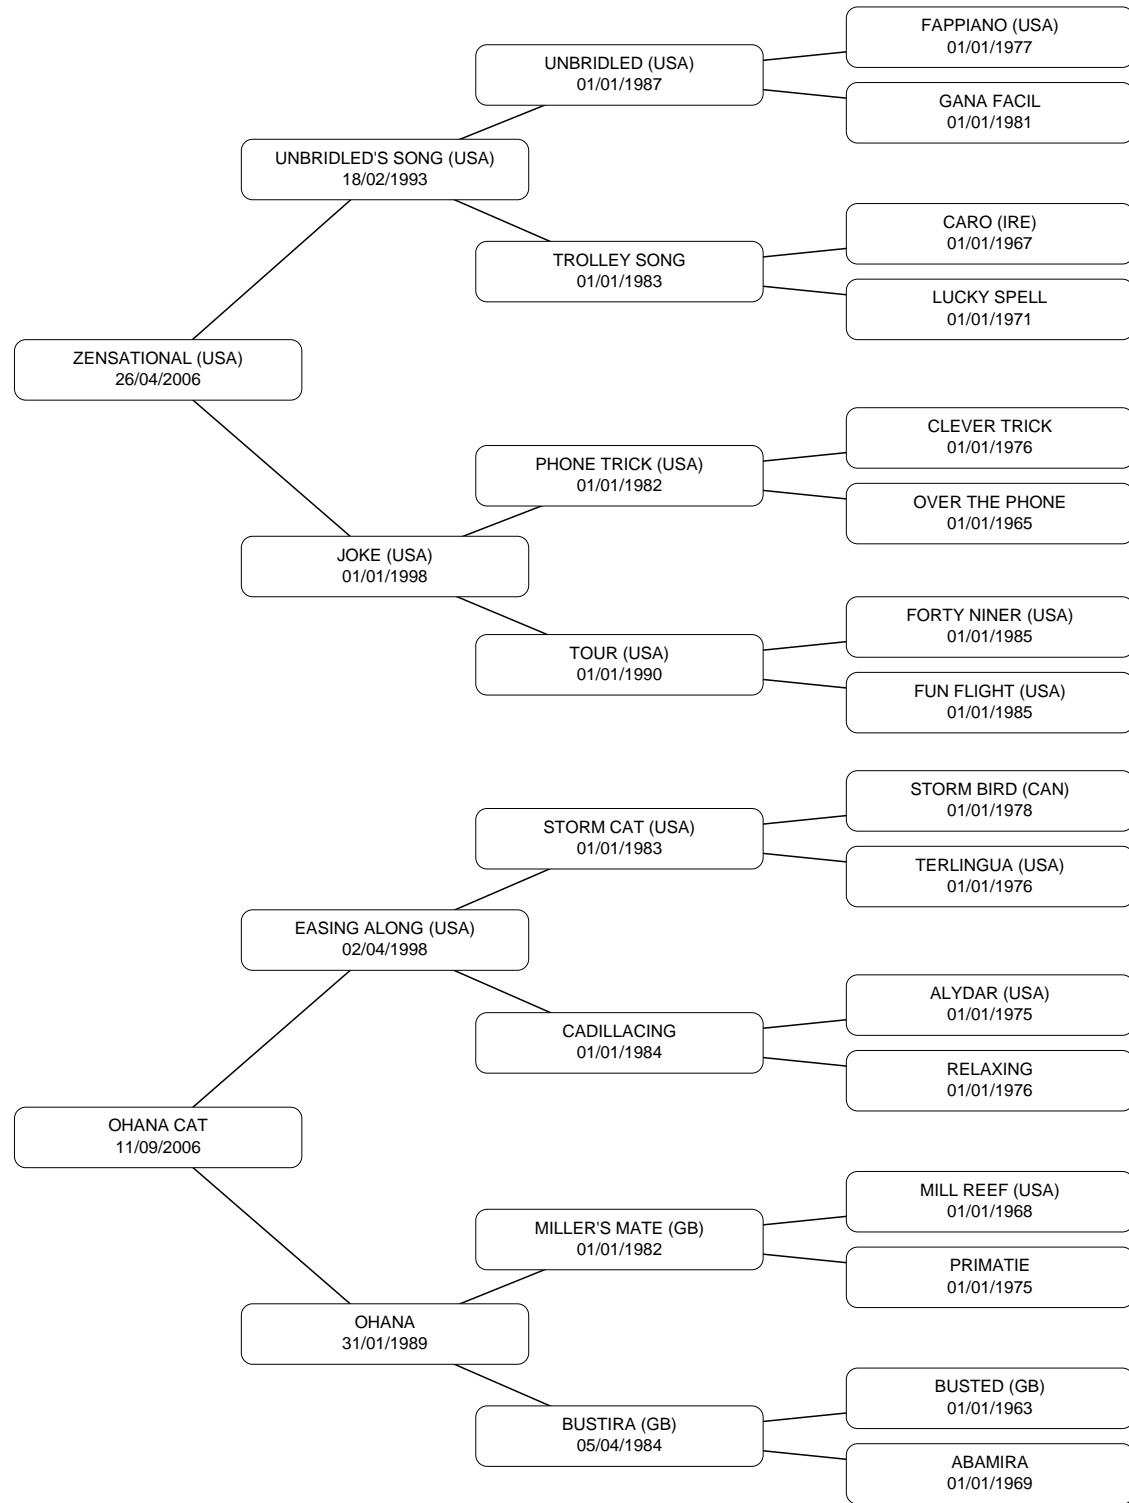 FAPPIANO (USA)
01/01/1977
UNBRIDLED (USA)
01/01/1987
GANA FACIL
01/01/1981
UNBRIDLED'S SONG (USA)
18/02/1993
CARO (IRE)
01/01/1967
TROLLEY SONG
01/01/1983
LUCKY SPELL
01/01/1971
ZENSATIONAL (USA)
26/04/2006
CLEVER TRICK
01/01/1976
PHONE TRICK (USA)
01/01/1982
OVER THE PHONE
01/01/1965
JOKE (USA)
01/01/1998
FORTY NINER (USA)
01/01/1985
TOUR (USA)
01/01/1990
FUN FLIGHT (USA)
01/01/1985
STORM BIRD (CAN)
01/01/1978
STORM CAT (USA)
01/01/1983
TERLINGUA (USA)
01/01/1976
EASING ALONG (USA)
02/04/1998
ALYDAR (USA)
01/01/1975
CADILLACING
01/01/1984
RELAXING
01/01/1976
OHANA CAT
11/09/2006
MILL REEF (USA)
01/01/1968
MILLER'S MATE (GB)
01/01/1982
PRIMATIE
01/01/1975
OHANA
31/01/1989
BUSTED (GB)
01/01/1963
BUSTIRA (GB)
05/04/1984
ABAMIRA
01/01/1969